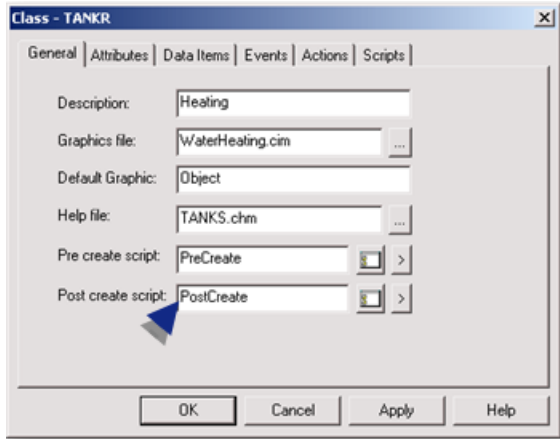 Class - TANKR
General Attributes Data Items Events Actions Scripts
Description: Heating
Graphics file: WaterHeating.cim ...
Default Graphic: Object
Help file: TANKS.chm ...
Pre create script: PreCreate >
Post create script: PostCreate >
OK Cancel Apply Help